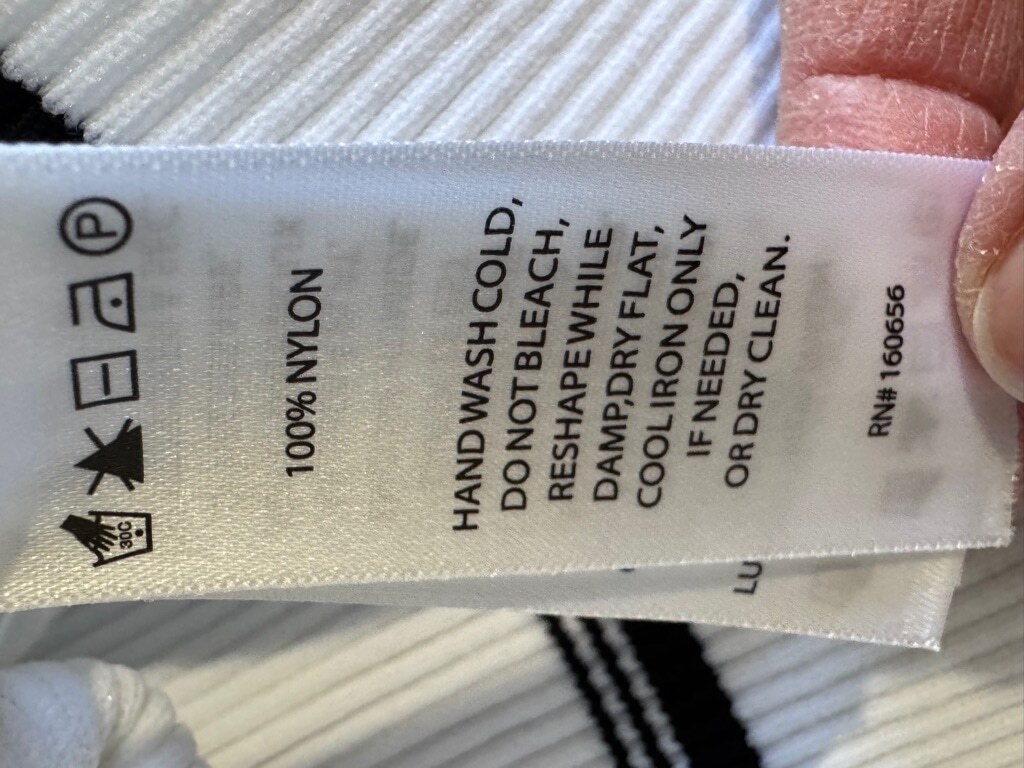 30C
P
100% NYLON
HAND WASH COLD,
DO NOT BLEACH,
RESHAPE WHILE
DAMP,DRY FLAT,
COOL IRON ONLY
IF NEEDED,
OR DRY CLEAN.
RN# 160656
LU